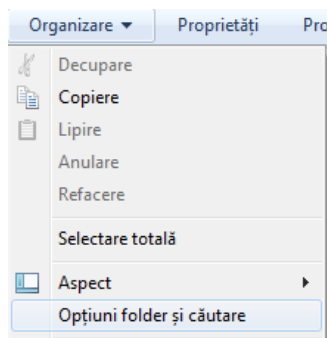 Organizare Proprietăți Pro
Decupare
Copiere
Lipire
Anulare
Refacere
Selectare totală
Aspect
Opțiuni folder și căutare